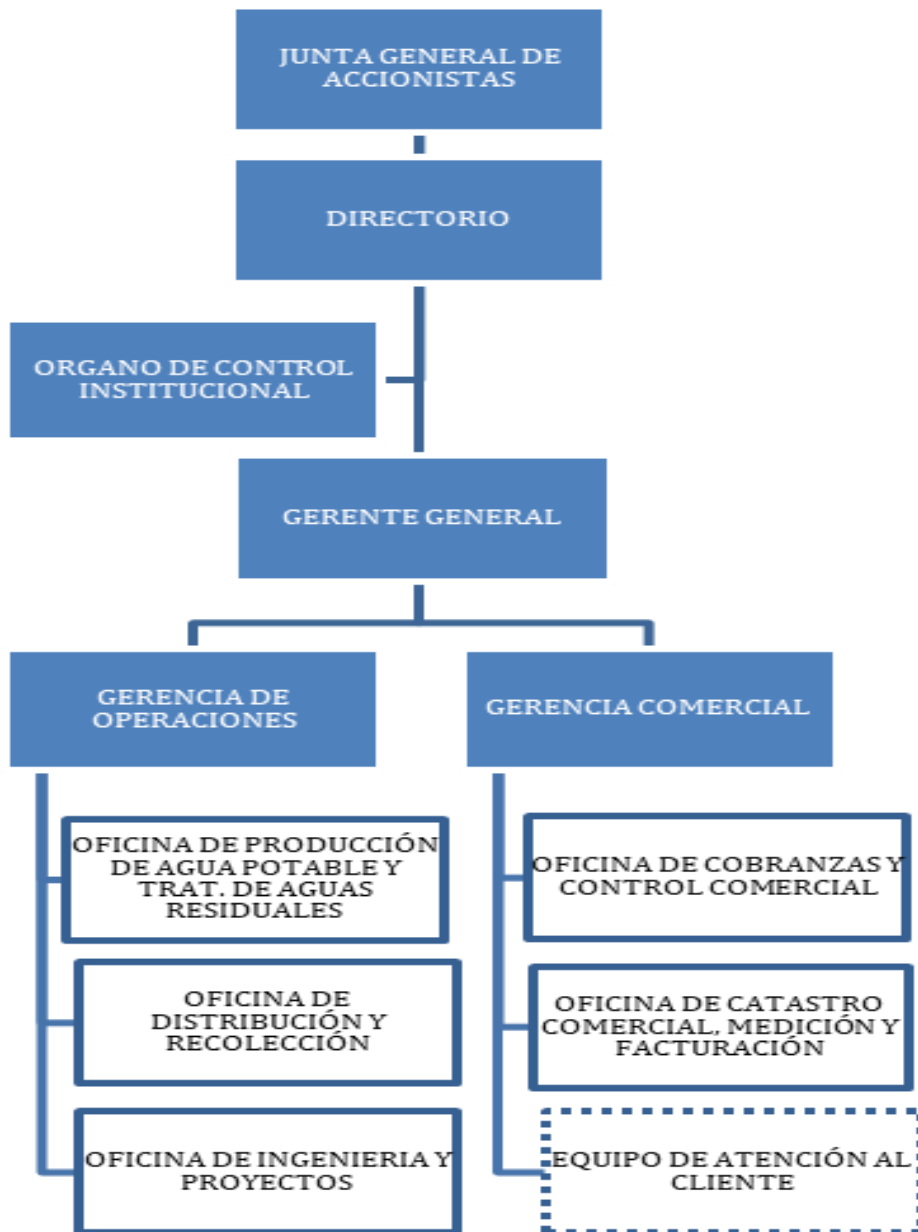 JUNTA GENERAL DE
ACCIONISTAS
DIRECTORIO
ORGANO DE CONTROL
INSTITUCIONAL
GERENTE GENERAL
GERENCIA DE
OPERACIONES
GERENCIA COMERCIAL
OFICINA DE PRODUCCIÓN
DE AGUA POTABLE Y
TRAT. DE AGUAS
RESIDUALES
OFICINA DE
DISTRIBUCIÓN Y
RECOLECCIÓN
OFICINA DE INGENIERIA Y
PROYECTOS
OFICINA DE COBRANZAS Y
CONTROL COMERCIAL
OFICINA DE CATASTRO
COMERCIAL, MEDICIÓN Y
FACTURACIÓN
EQUIPO DE ATENCIÓN AL
CLIENTE